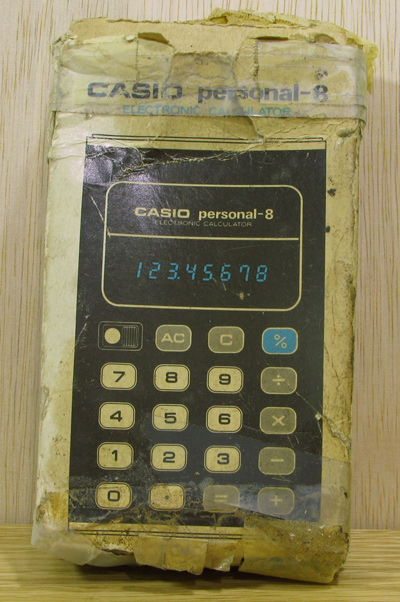 CASIO personal-8
ELECTRONIC CALCULATOR
CASIO personal-8
ELECTRONIC CALCULATOR
123.45678
AC C %
7 8 9 ÷
4 5 6 ×
1 2 3 −
0 · = +